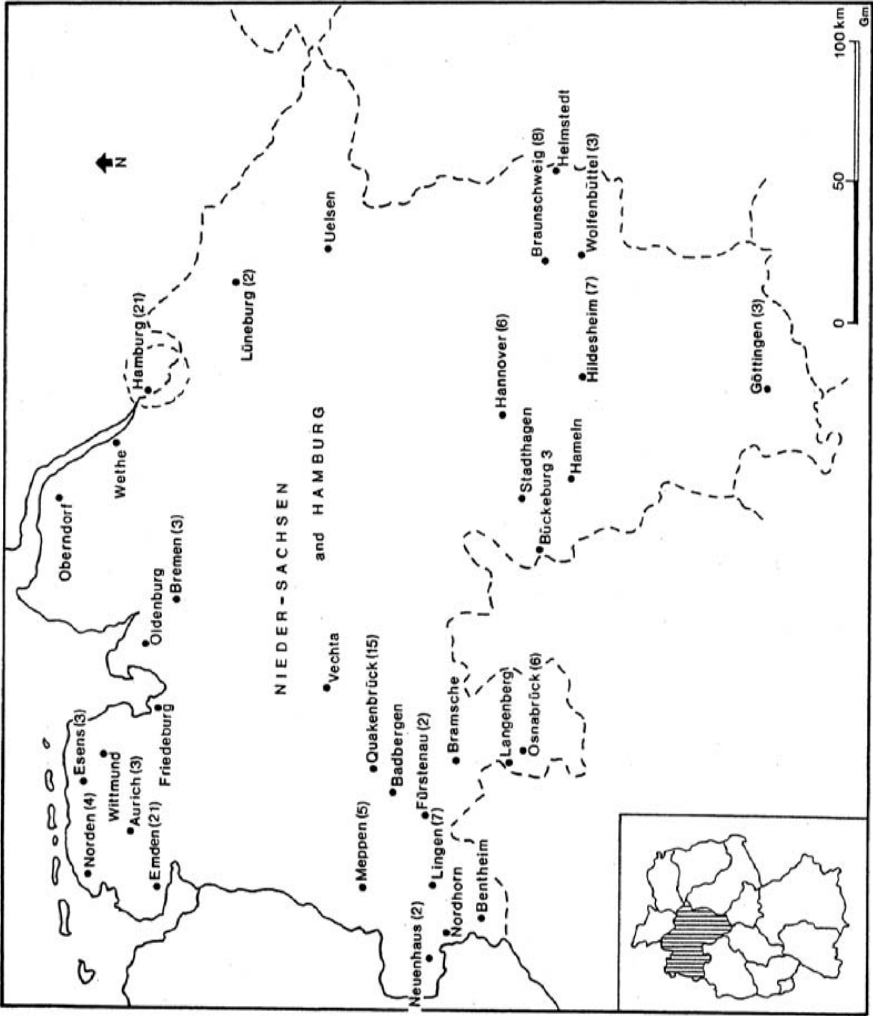 N
Hamburg (21)
Wethe
Oberndorf
Lüneburg (2)
Uelsen
Bremen (3)
Oldenburg
Esens (3)
Norden (4)
Wittmund
Aurich (3)
Friedeburg
Emden (21)
NIEDER-SACHSEN
and HAMBURG
Vechta
Quakenbrück (15)
Badbergen
Meppen (5)
Fürstenau (2)
Lingen (7)
Neuenhaus (2)
Nordhorn
Bentheim
Bramsche
Langenberg
Osnabrück (6)
Hannover (6)
Stadthagen
Bückeburg 3
Hameln
Hildesheim (7)
Braunschweig (8)
Helmstedt
Wolfenbüttel (3)
Göttingen (3)
0
50
100 km
Gm